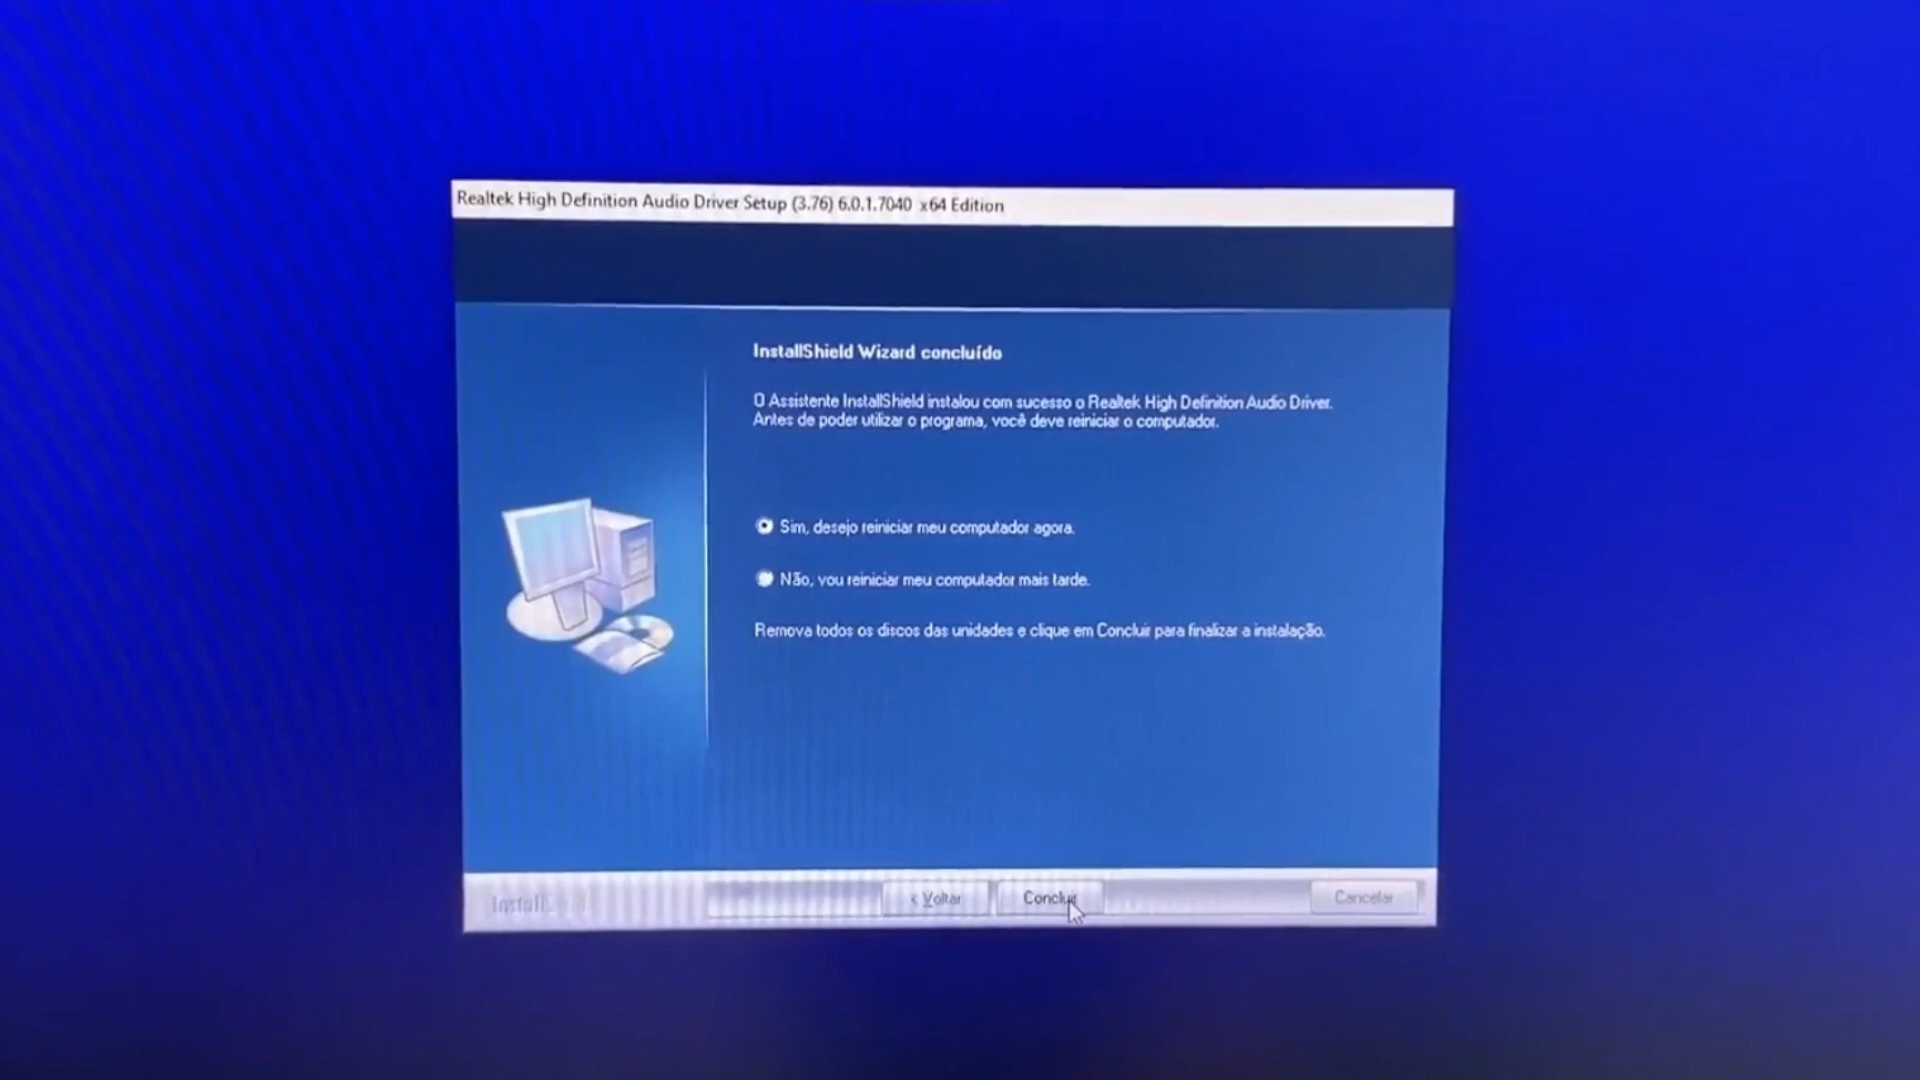 Realtek High Definition Audio Driver Setup (3.76) 6.0.1.7040 x64 Edition
InstallShield Wizard concluído
O Assistente InstallShield instalou com sucesso o Realtek High Definition Audio Driver.
Antes de poder utilizar o programa, você deve reiniciar o computador.
Sim, desejo reiniciar meu computador agora.
Não, vou reiniciar meu computador mais tarde.
Remova todos os discos das unidades e clique em Concluir para finalizar a instalação.
< Voltar
Concluir
Cancelar